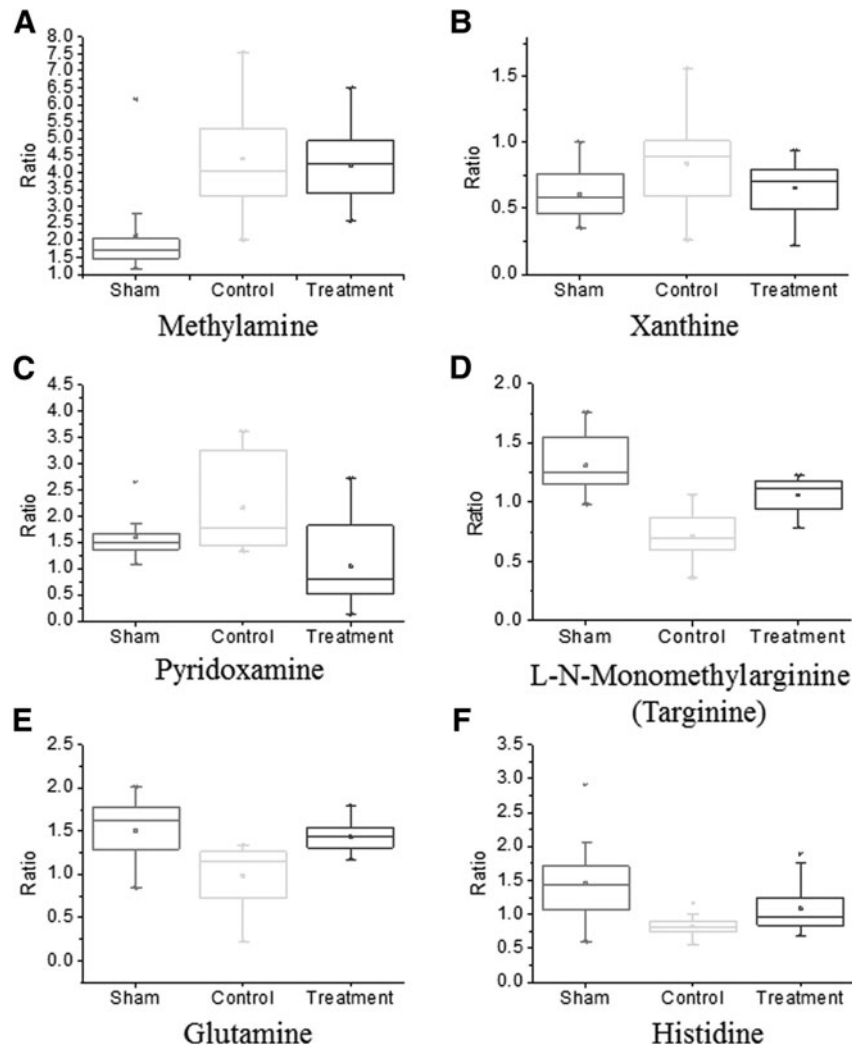 A
8.0
7.5
7.0
6.5
6.0
5.5
5.0
4.5
4.0
3.5
3.0
2.5
2.0
1.5
1.0
Ratio
Sham Control Treatment
Methylamine
B
1.5
1.0
0.5
0.0
Ratio
Sham Control Treatment
Xanthine
C
4.5
4.0
3.5
3.0
2.5
2.0
1.5
1.0
0.5
0.0
Ratio
Sham Control Treatment
Pyridoxamine
D
2.0
1.5
1.0
0.5
0.0
Ratio
Sham Control Treatment
L-N-Monomethylarginine
(Targinine)
E
2.5
2.0
1.5
1.0
0.5
0.0
Ratio
Sham Control Treatment
Glutamine
F
3.5
3.0
2.5
2.0
1.5
1.0
0.5
0.0
Ratio
Sham Control Treatment
Histidine